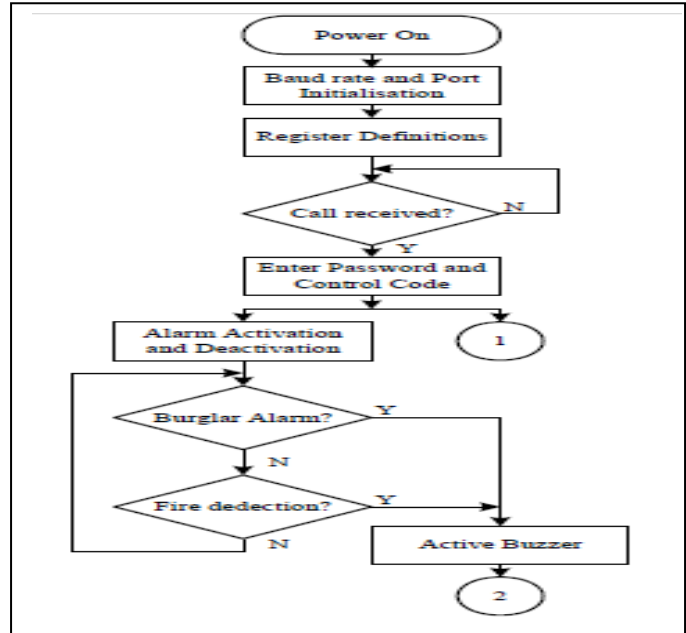 Power On
Baud rate and Port
Initialisation
Register Definitions
Call received?
N
Y
Enter Password and
Control Code
Alarm Activation
and Deactivation
1
Burglar Alarm?
Y
N
Fire dedection?
Y
N
Active Buzzer
2